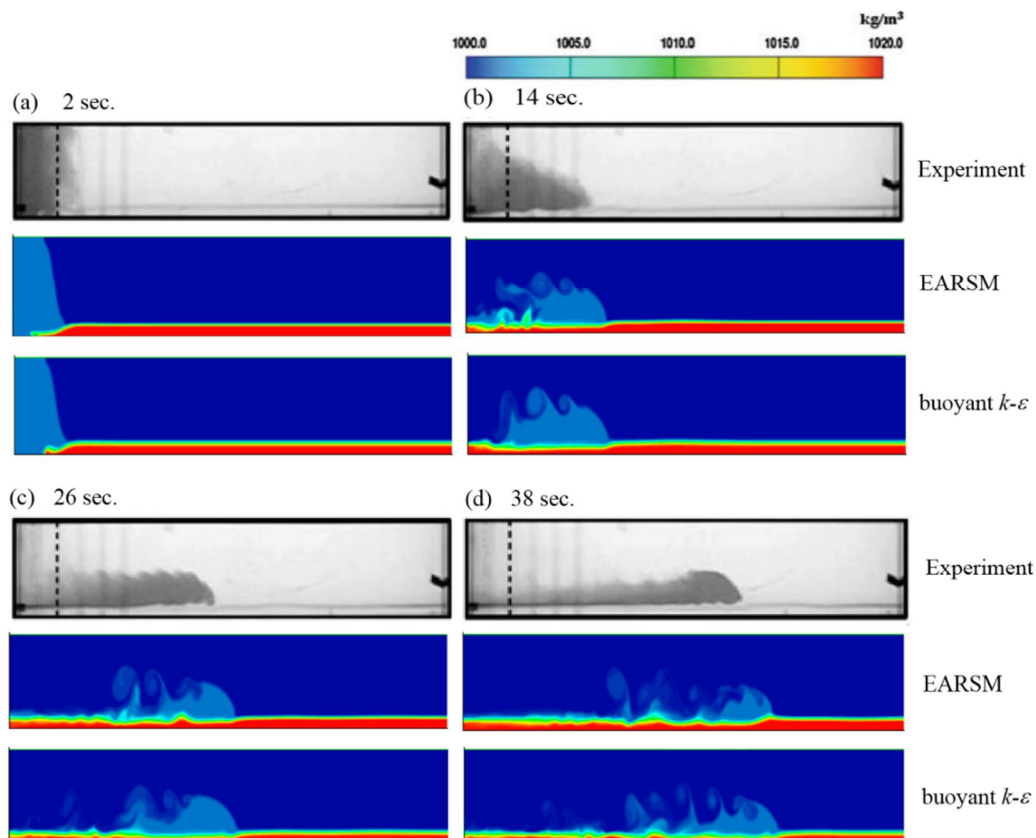 kg/m³
1000.0 1005.0 1010.0 1015.0 1020.0
(a) 2 sec. (b) 14 sec.
Experiment
EARSM
buoyant k-ε
(c) 26 sec. (d) 38 sec.
Experiment
EARSM
buoyant k-ε